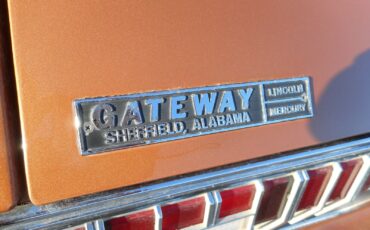 GATEWAY
SHEFFIELD, ALABAMA
LINCOLN
MERCURY